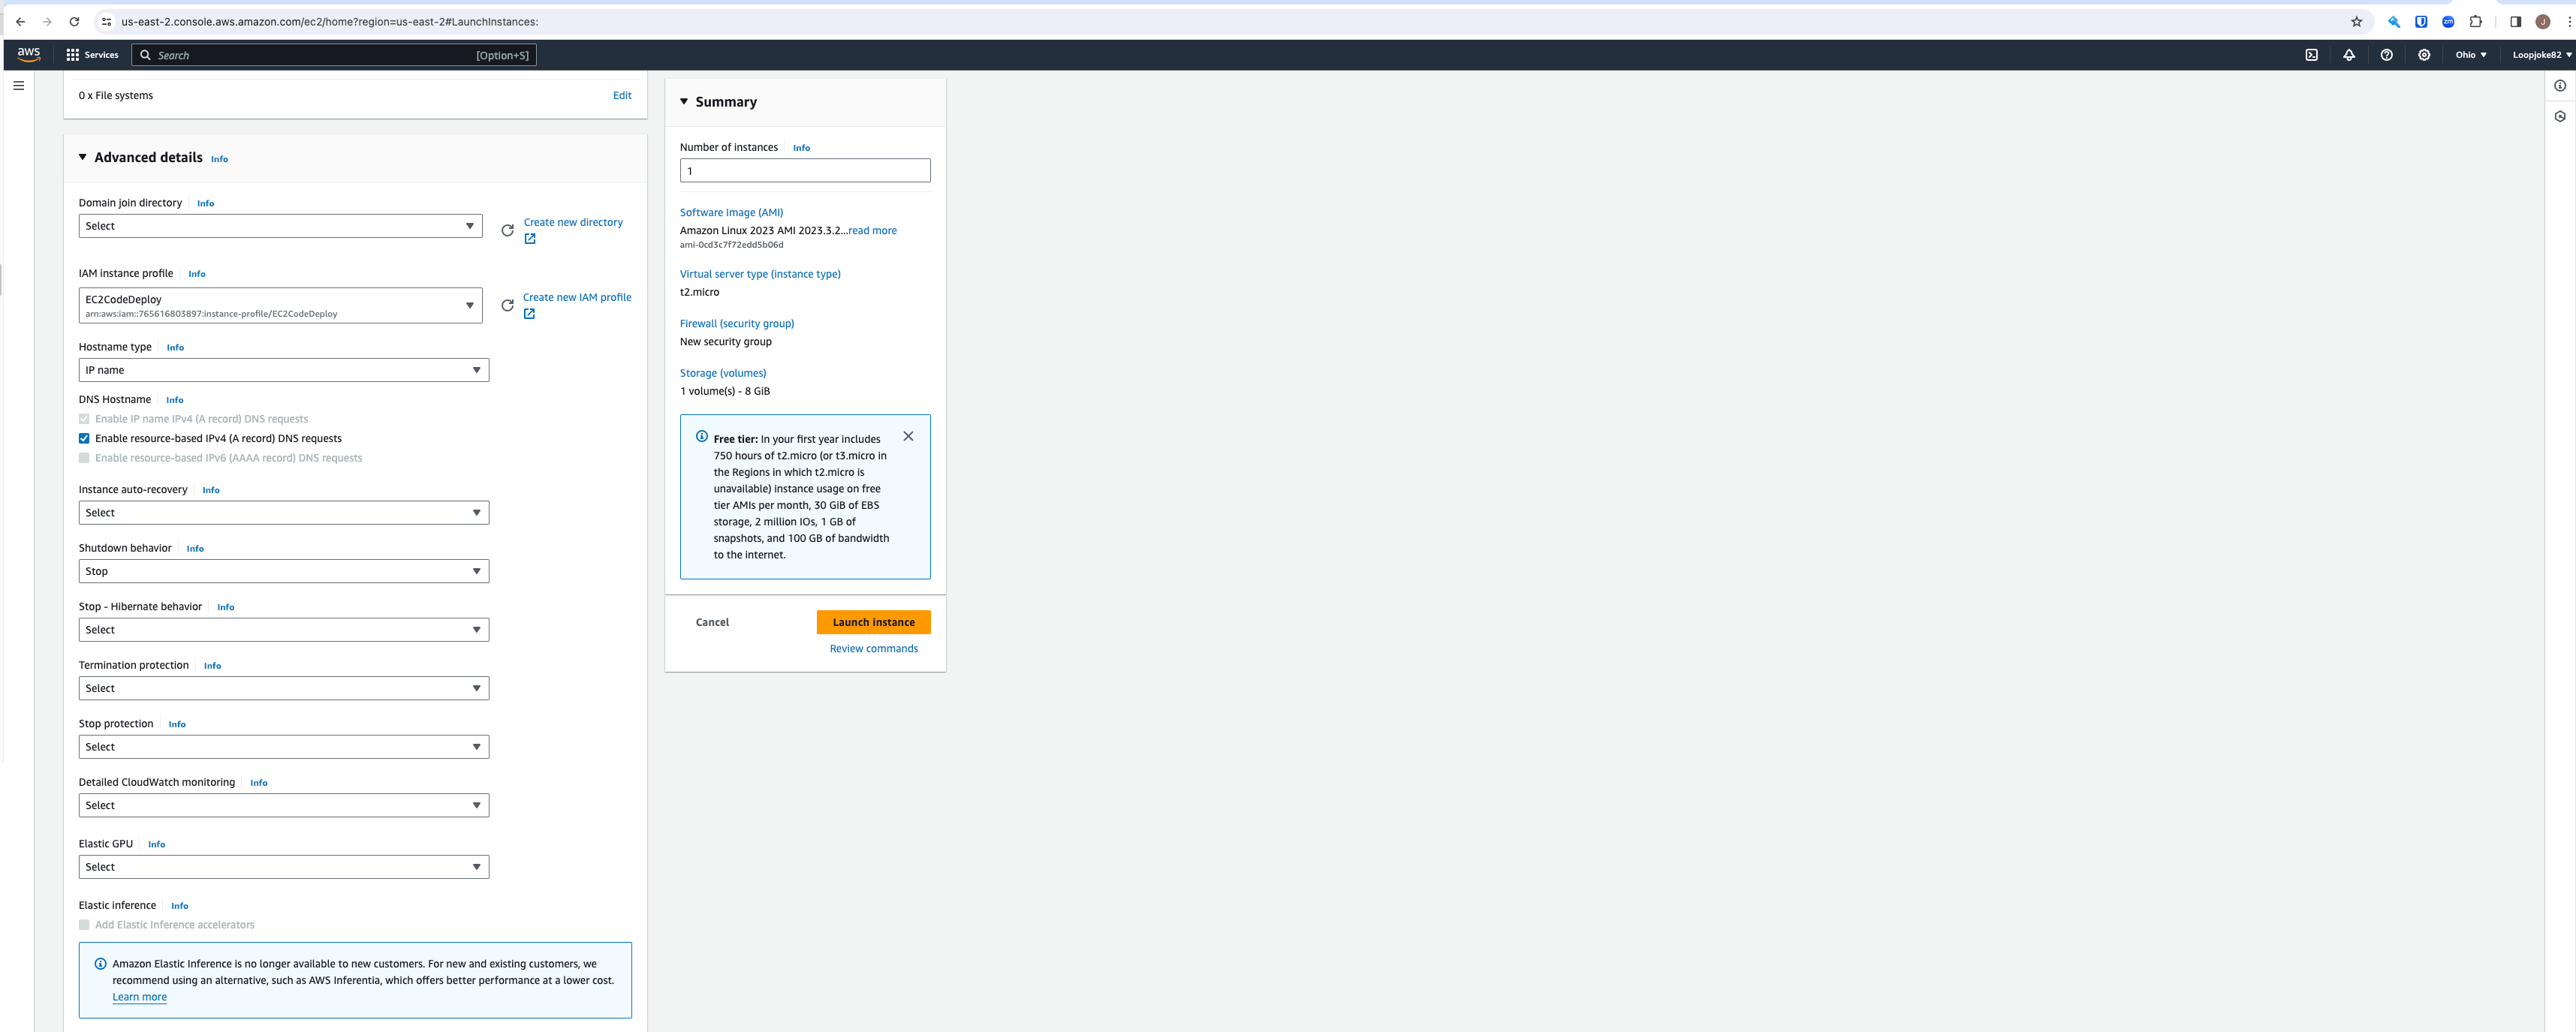 us-east-2.console.aws.amazon.com/ec2/home?region=us-east-2#LaunchInstances:
zm
J
aws
Services
Search
[Option+S]
Ohio
Loopjoke82
0 x File systems
Edit
Advanced details Info
Domain join directory Info
Select
Create new directory
IAM instance profile Info
EC2CodeDeploy
arn:aws:iam::765616803897:instance-profile/EC2CodeDeploy
Create new IAM profile
Hostname type Info
IP name
DNS Hostname Info
Enable IP name IPv4 (A record) DNS requests
Enable resource-based IPv4 (A record) DNS requests
Enable resource-based IPv6 (AAAA record) DNS requests
Instance auto-recovery Info
Select
Shutdown behavior Info
Stop
Stop - Hibernate behavior Info
Select
Termination protection Info
Select
Stop protection Info
Select
Detailed CloudWatch monitoring Info
Select
Elastic GPU Info
Select
Elastic inference Info
Add Elastic Inference accelerators
Amazon Elastic Inference is no longer available to new customers. For new and existing customers, we
recommend using an alternative, such as AWS Inferentia, which offers better performance at a lower cost.
Learn more
Summary
Number of instances Info
1
Software Image (AMI)
Amazon Linux 2023 AMI 2023.3.2...read more
ami-0cd3c7f72edd5b06d
Virtual server type (instance type)
t2.micro
Firewall (security group)
New security group
Storage (volumes)
1 volume(s) - 8 GiB
Free tier: In your first year includes
750 hours of t2.micro (or t3.micro in
the Regions in which t2.micro is
unavailable) instance usage on free
tier AMIs per month, 30 GiB of EBS
storage, 2 million IOs, 1 GB of
snapshots, and 100 GB of bandwidth
to the internet.
Cancel
Launch instance
Review commands